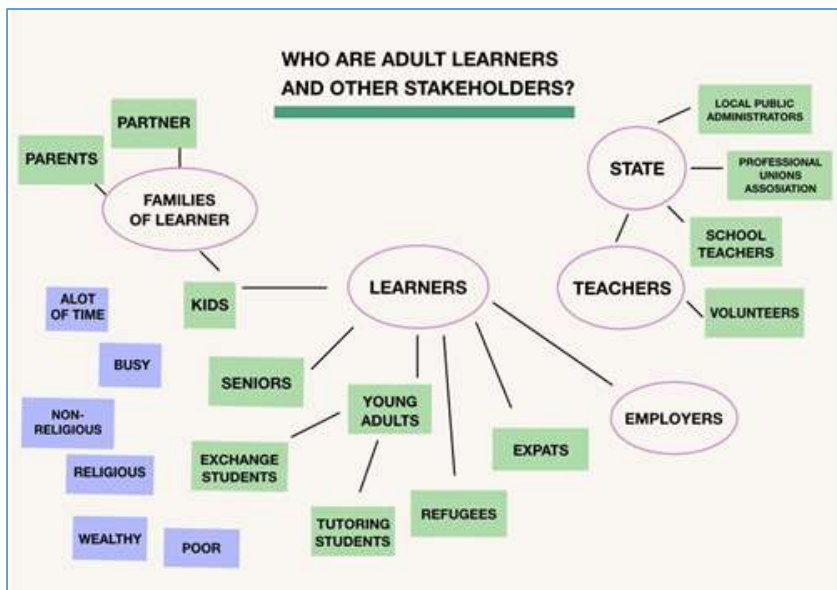 WHO ARE ADULT LEARNERS
AND OTHER STAKEHOLDERS?
PARTNER
PARENTS
FAMILIES
OF LEARNER
KIDS
LOCAL PUBLIC
ADMINISTRATORS
STATE
PROFESSIONAL
UNIONS
ASSOSIATION
SCHOOL
TEACHERS
TEACHERS
VOLUNTEERS
LEARNERS
ALOT
OF TIME
BUSY
NON-
RELIGIOUS
RELIGIOUS
WEALTHY
POOR
SENIORS
YOUNG
ADULTS
EXCHANGE
STUDENTS
TUTORING
STUDENTS
REFUGEES
EXPATS
EMPLOYERS